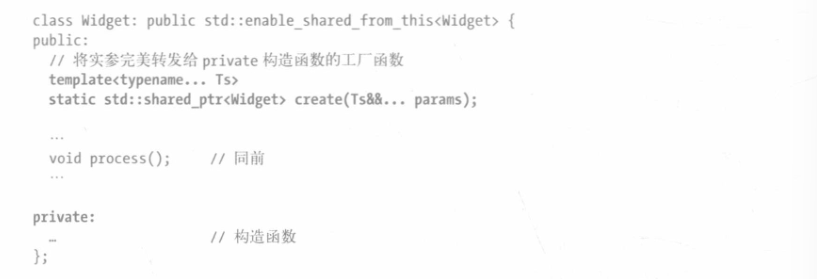 class Widget: public std::enable_shared_from_this<Widget> {
public:
// 将实参完美转发给 private 构造函数的工厂函数
template<typename... Ts>
static std::shared_ptr<Widget> create(Ts&&... params);
…
void process(); // 同前
…
private:
… // 构造函数
};